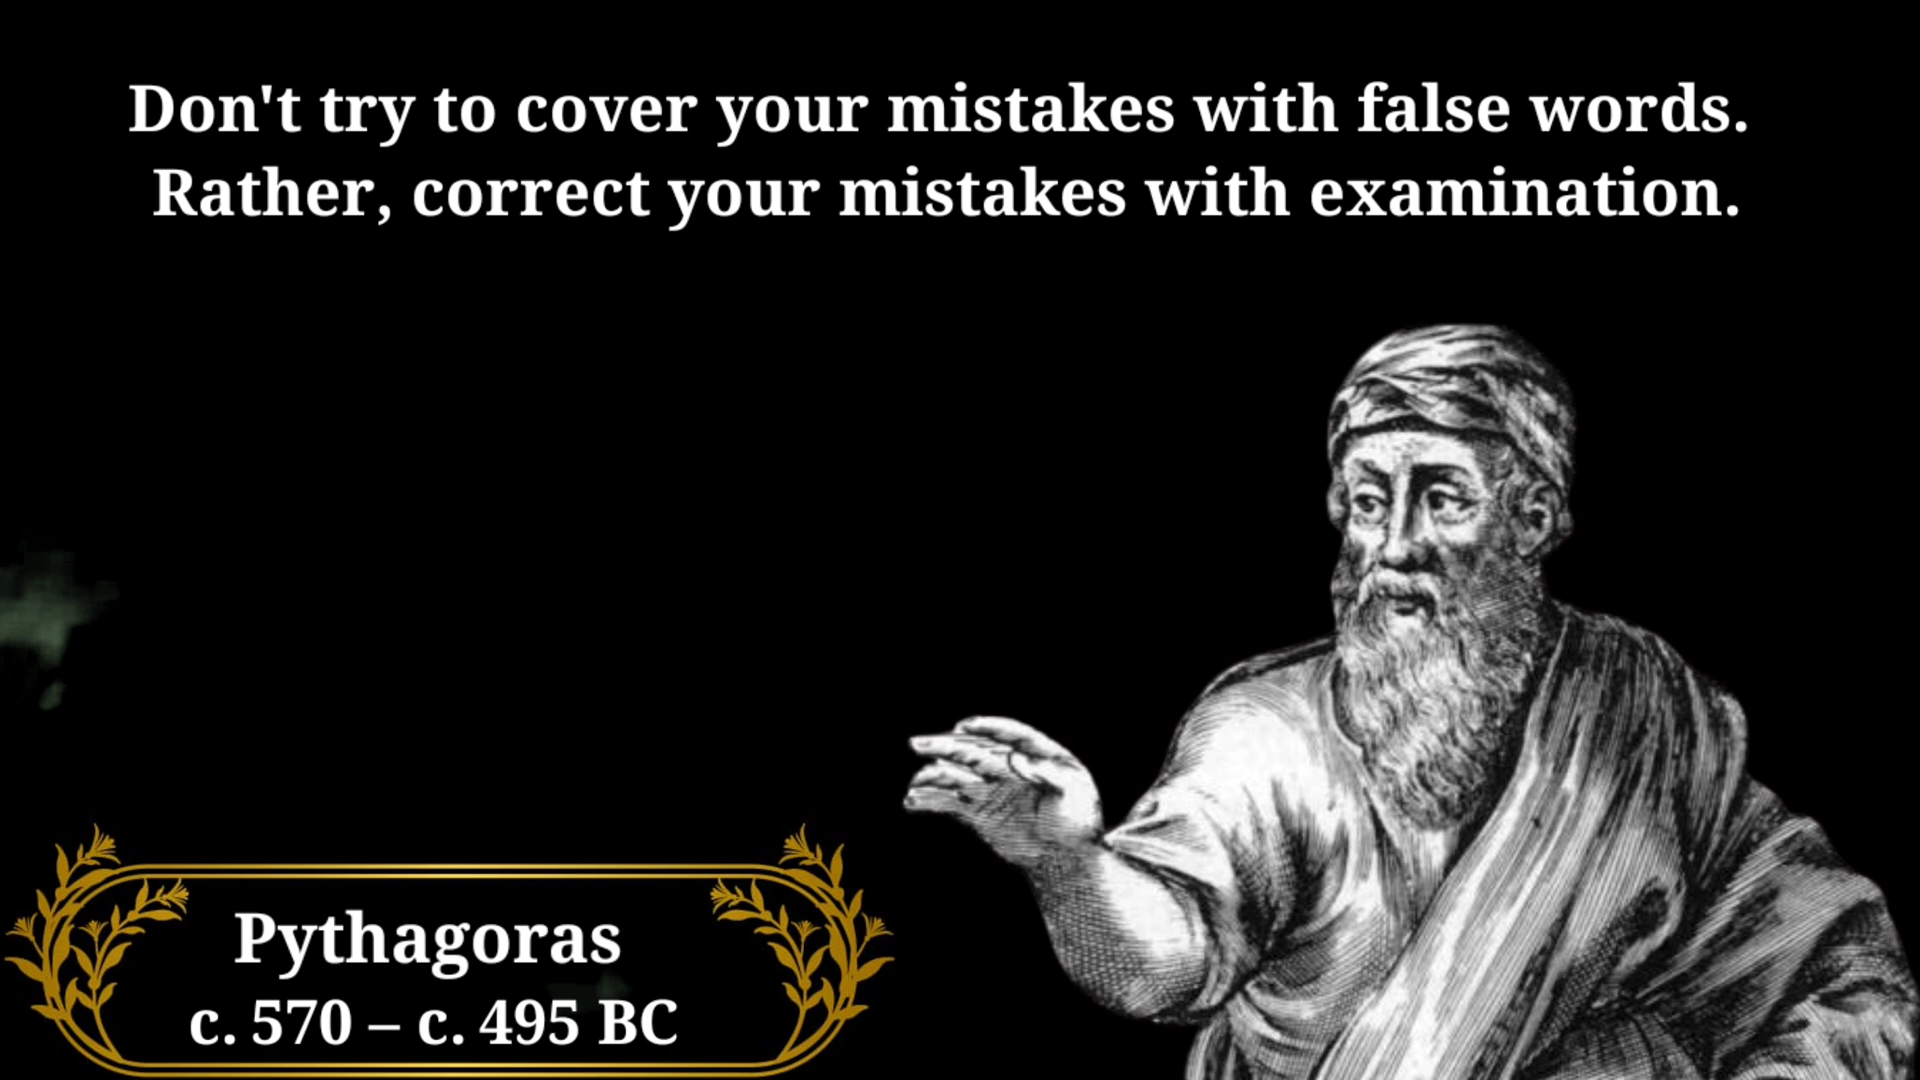 Don't try to cover your mistakes with false words.
Rather, correct your mistakes with examination.
Pythagoras
c. 570 – c. 495 BC